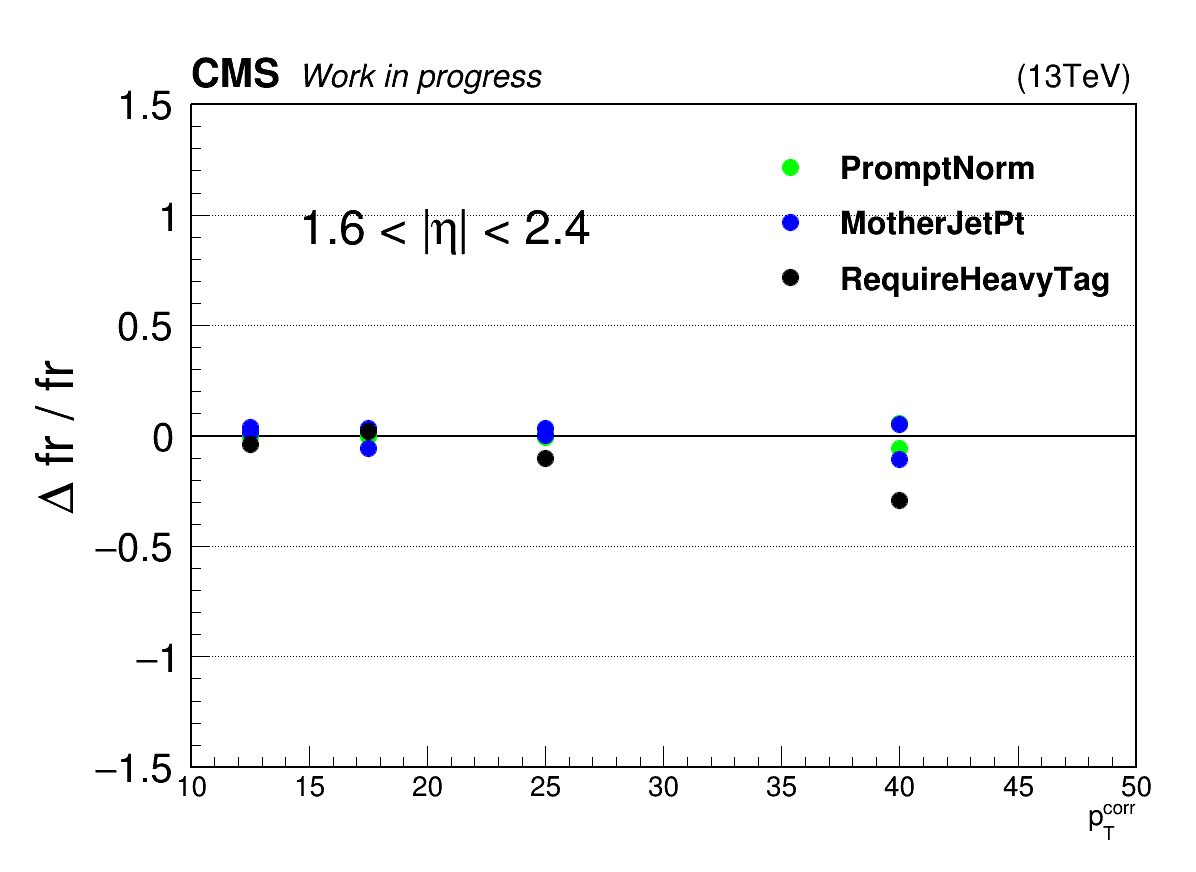 CMS Work in progress (13TeV)
1.5
1
0.5
0
−0.5
−1
−1.5
Δ fr / fr
1.6 < |η| < 2.4
PromptNorm
MotherJetPt
RequireHeavyTag
10 15 20 25 30 35 40 45 50
p_T^corr